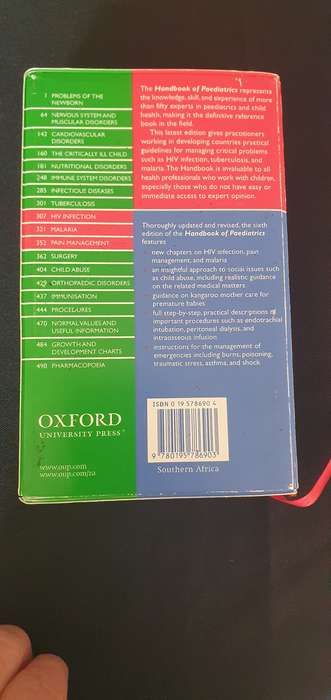 1 PROBLEMS OF THE
NEWBORN
64 NERVOUS SYSTEM AND
MUSCULAR DISORDERS
142 CARDIOVASCULAR
DISORDERS
160 THE CRITICALLY ILL CHILD
181 NUTRITIONAL DISORDERS
248 IMMUNE SYSTEM DISORDERS
285 INFECTIOUS DISEASES
301 TUBERCULOSIS
307 HIV INFECTION
321 MALARIA
352 PAIN MANAGEMENT
362 SURGERY
404 CHILD ABUSE
429 ORTHOPAEDIC DISORDERS
437 IMMUNISATION
444 PROCEDURES
470 NORMAL VALUES AND
USEFUL INFORMATION
484 GROWTH AND
DEVELOPMENT CHARTS
490 PHARMACOPOEIA
OXFORD
UNIVERSITY PRESS
www.oup.com
www.oup.com/za
The Handbook of Paediatrics represents
the knowledge, skill, and experience of more
than fifty experts in paediatrics and child
health, making it the definitive reference
book in the field.
This latest edition gives practitioners
working in developing countries practical
guidelines for managing critical problems
such as HIV infection, tuberculosis, and
malaria. The Handbook is invaluable to all
health professionals who work with children,
especially those who do not have easy or
immediate access to expert opinion.
Thoroughly updated and revised, the sixth
edition of the Handbook of Paediatrics
features
new chapters on HIV infection, pain
management, and malaria
an insightful approach to social issues such
as child abuse, including realistic guidance
on the related medical matters
guidance on kangaroo mother care for
premature babies
full step-by-step, practical descriptions of
important procedures such as endotrachial
intubation, peritoneal dialysis, and
intraosseous infusion
instructions for the management of
emergencies including burns, poisoning,
traumatic stress, asthma, and shock
ISBN 0 19 578690 4
9 780195 786903
Southern Africa